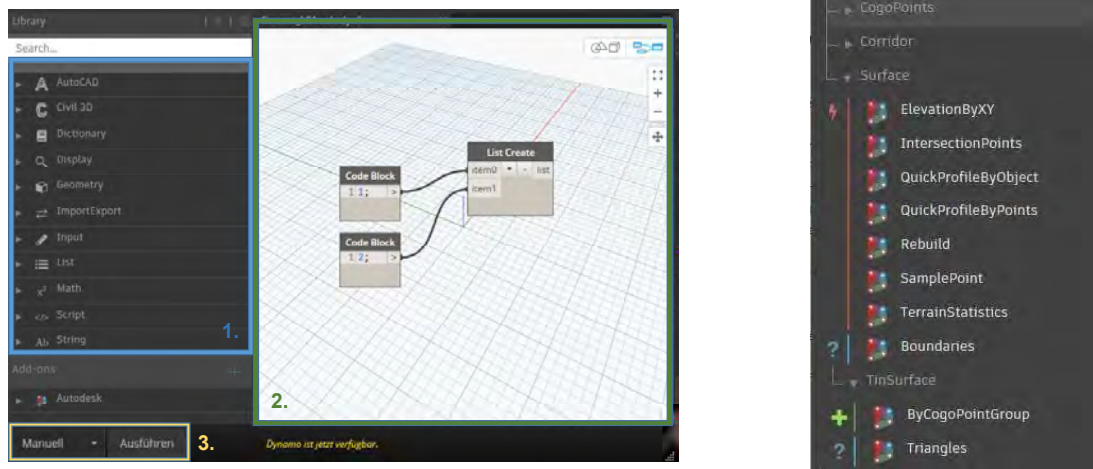 Library
Search...
AutoCAD
Civil 3D
Dictionary
Display
Geometry
ImportExport
Input
List
Math
Script
String
1.
Add-ons
Autodesk
Manuell
Ausführen
3.
Code Block
1 1; >
Code Block
1 2; >
List Create
item0 - list
item1
2.
Dynamo ist jetzt verfügbar.
CogoPoints
Corridor
Surface
ElevationByXY
IntersectionPoints
QuickProfileByObject
QuickProfileByPoints
Rebuild
SamplePoint
TerrainStatistics
? Boundaries
TinSurface
ByCogoPointGroup
? Triangles